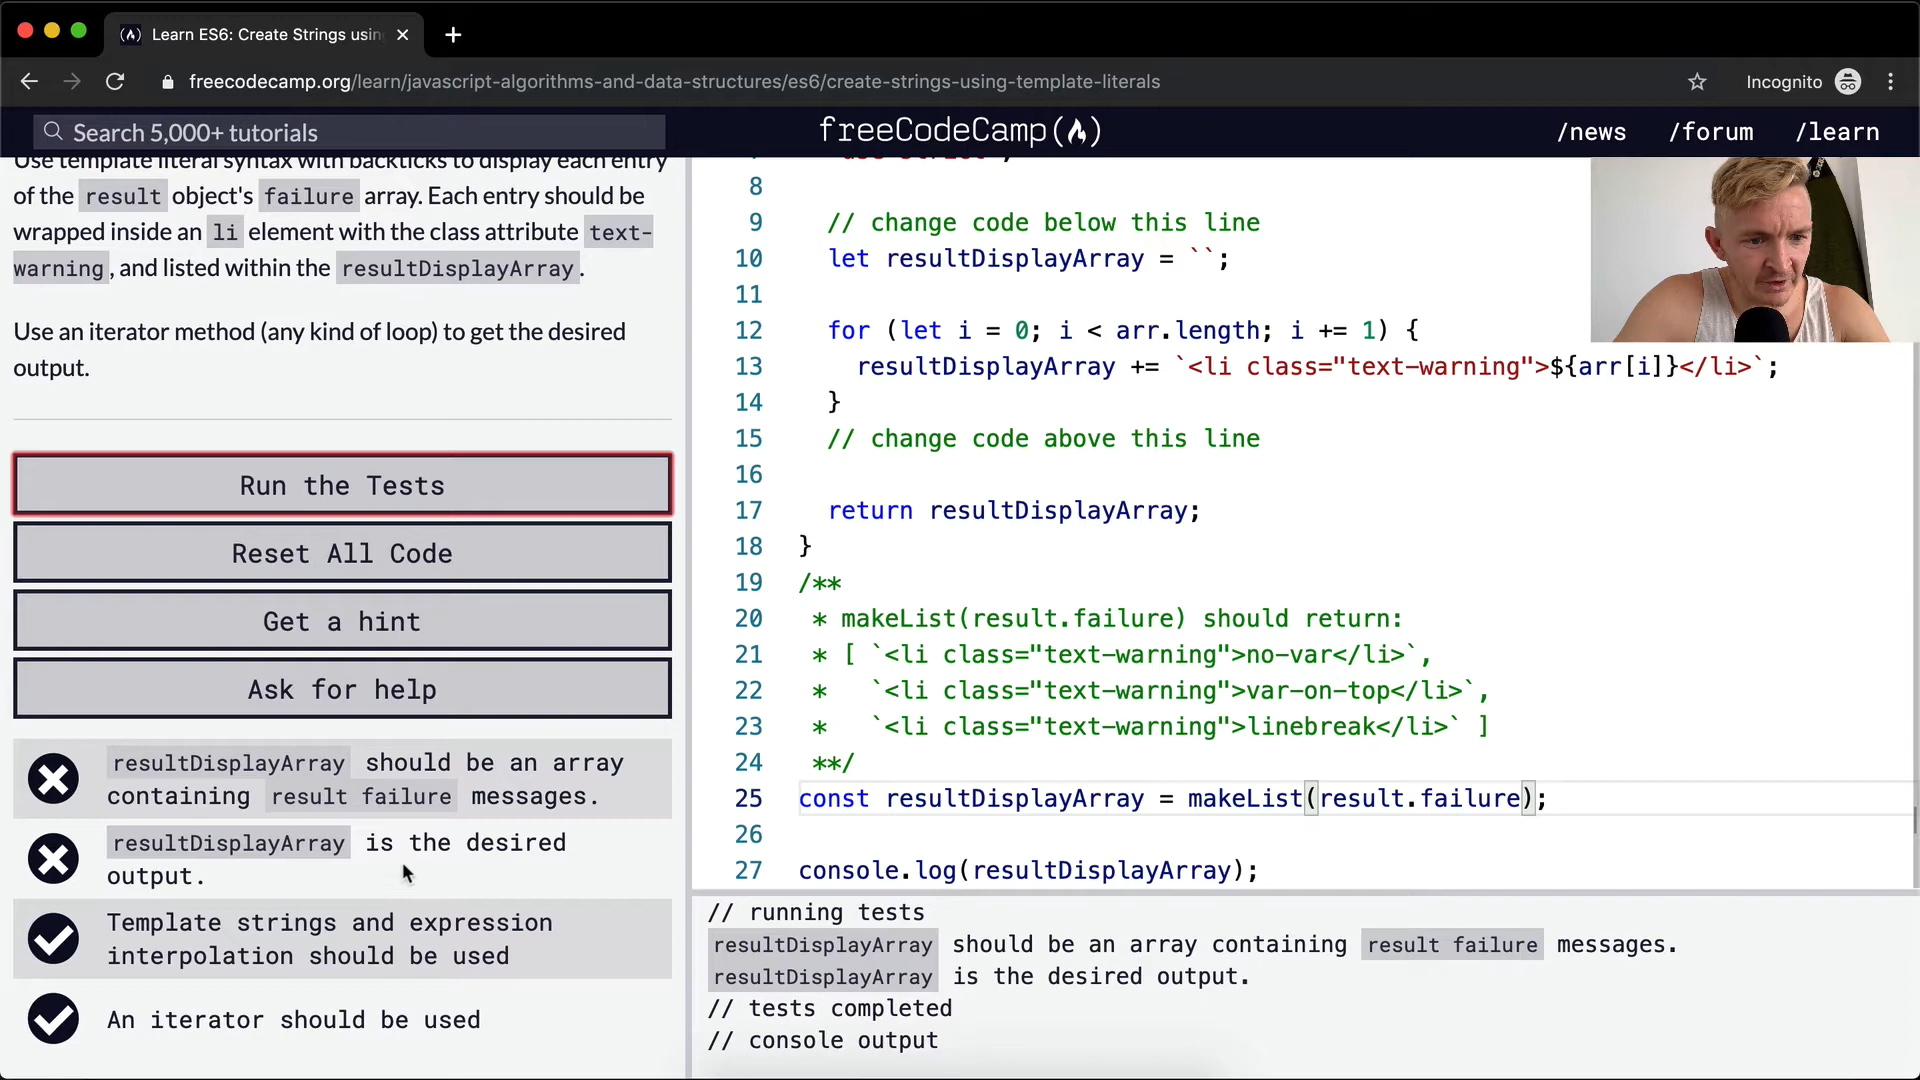 Learn ES6: Create Strings usin
freecodecamp.org/learn/javascript-algorithms-and-data-structures/es6/create-strings-using-template-literals
Incognito
Search 5,000+ tutorials
freeCodeCamp
/news /forum /learn
Use template literal syntax with backticks to display each entry
of the result object's failure array. Each entry should be
wrapped inside an li element with the class attribute text-
warning, and listed within the resultDisplayArray.
Use an iterator method (any kind of loop) to get the desired
output.
Run the Tests
Reset All Code
Get a hint
Ask for help
resultDisplayArray should be an array
containing result failure messages.
resultDisplayArray is the desired
output.
Template strings and expression
interpolation should be used
An iterator should be used
8
9 // change code below this line
10 let resultDisplayArray = ``;
11
12 for (let i = 0; i < arr.length; i += 1) {
13 resultDisplayArray += `<li class="text-warning">${arr[i]}</li>`;
14 }
15 // change code above this line
16
17 return resultDisplayArray;
18 }
19 /**
20 * makeList(result.failure) should return:
21 * [ `<li class="text-warning">no-var</li>`,
22 * `<li class="text-warning">var-on-top</li>`,
23 * `<li class="text-warning">linebreak</li>` ]
24 **/
25 const resultDisplayArray = makeList(result.failure);
26
27 console.log(resultDisplayArray);
// running tests
resultDisplayArray should be an array containing result failure messages.
resultDisplayArray is the desired output.
// tests completed
// console output